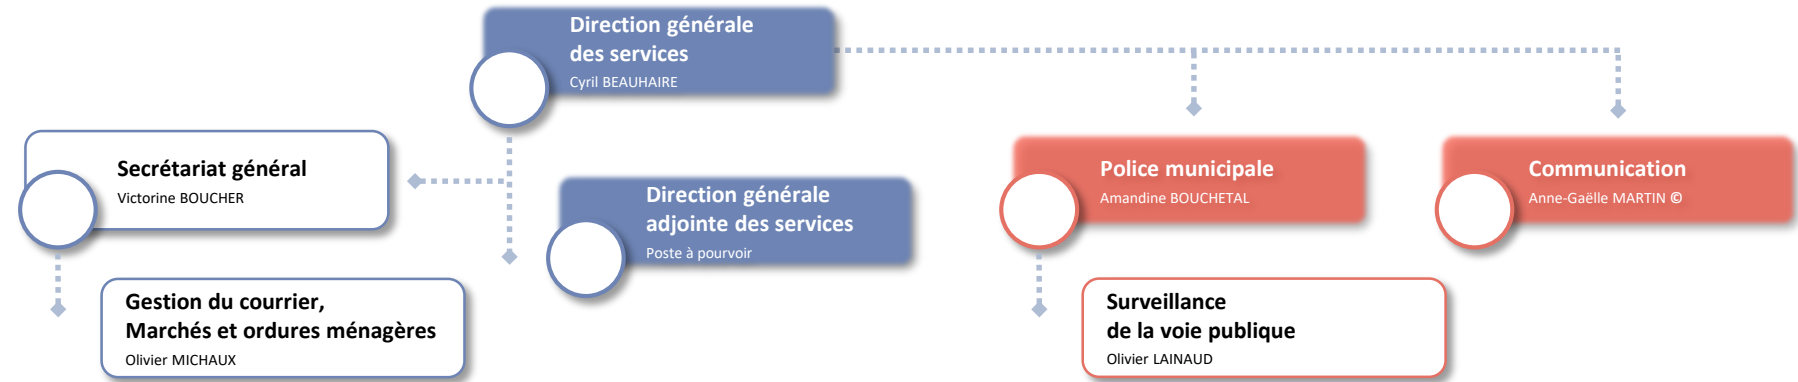 Direction générale
des services
Cyril BEAUHAIRE
Secrétariat général
Victorine BOUCHER
Direction générale
adjointe des services
Poste à pourvoir
Police municipale
Amandine BOUCHETAL
Communication
Anne-Gaëlle MARTIN ©
Gestion du courrier,
Marchés et ordures ménagères
Olivier MICHAUX
Surveillance
de la voie publique
Olivier LAINAUD